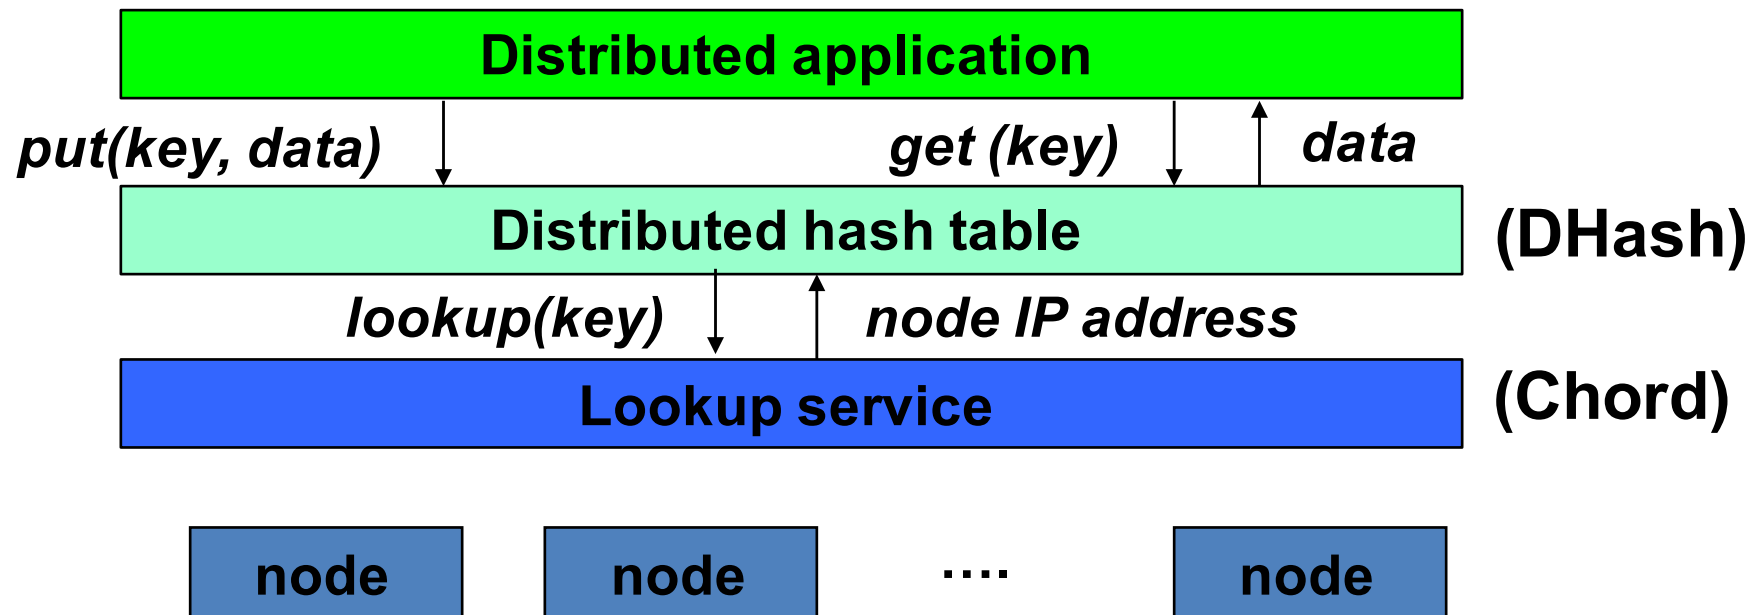 Distributed application
put(key, data)
get (key)
data
Distributed hash table
(DHash)
lookup(key)
node IP address
Lookup service
(Chord)
node
node
....
node